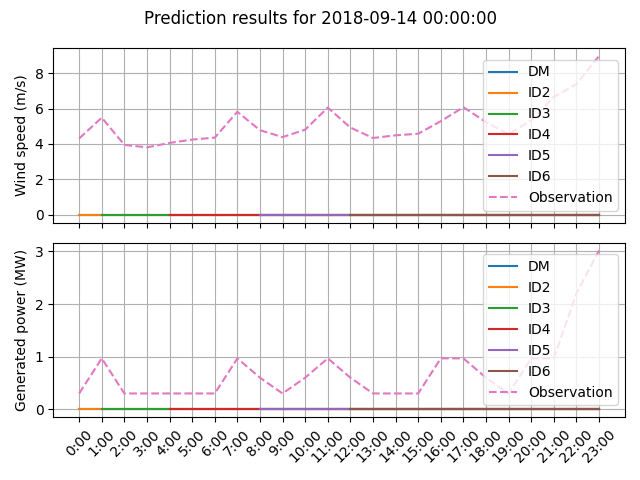 Prediction results for 2018-09-14 00:00:00
Wind speed (m/s)
8
6
4
2
0
DM
ID2
ID3
ID4
ID5
ID6
Observation
Generated power (MW)
3
2
1
0
DM
ID2
ID3
ID4
ID5
ID6
Observation
0:00 1:00 2:00 3:00 4:00 5:00 6:00 7:00 8:00 9:00 10:00 11:00 12:00 13:00 14:00 15:00 16:00 17:00 18:00 19:00 20:00 21:00 22:00 23:00